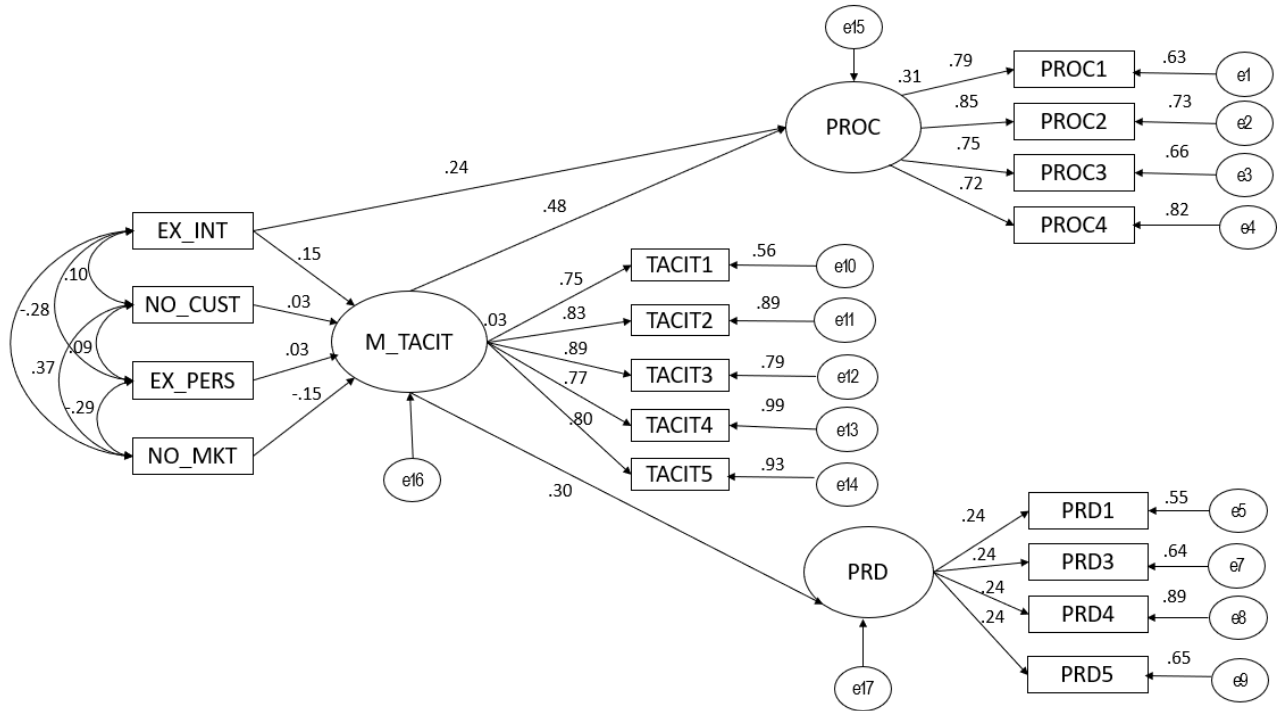 e15
.31
.79
PROC1
.63
e1
PROC
.85
PROC2
.73
e2
.75
PROC3
.66
e3
.72
PROC4
.82
e4
.24
.48
EX_INT
.15
.10
-.28
NO_CUST
.03
.09
.37
EX_PERS
.03
-.29
-.15
NO_MKT
M_TACIT
.03
e16
.75
TACIT1
.56
e10
.83
TACIT2
.89
e11
.89
TACIT3
.79
e12
.77
TACIT4
.99
e13
.80
TACIT5
.93
e14
.30
PRD
e17
.24
PRD1
.55
e5
.24
PRD3
.64
e7
.24
PRD4
.89
e8
.24
PRD5
.65
e9